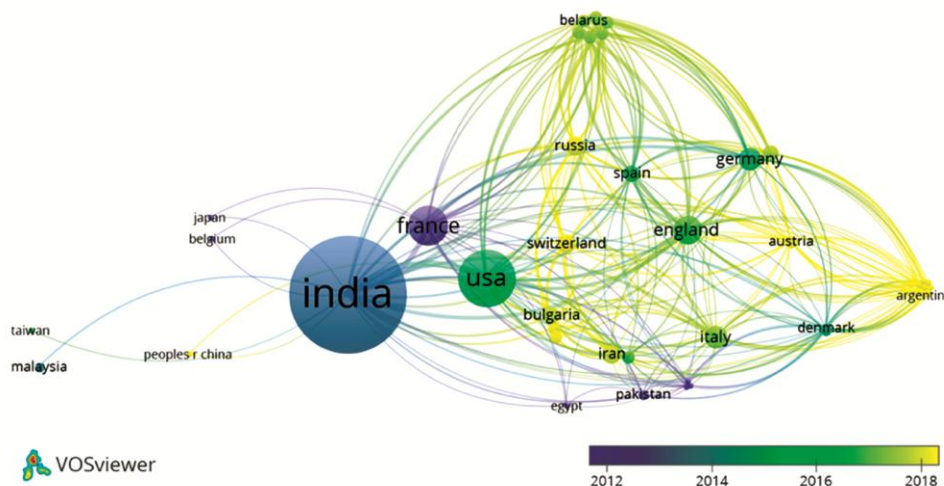 belarus
russia
germany
spain
japan
france
england
belgium
switzerland
austria
usa
india
argentin
bulgaria
denmark
taiwan
peoples r china
italy
iran
malaysia
pakistan
egypt
VOSviewer
2012 2014 2016 2018